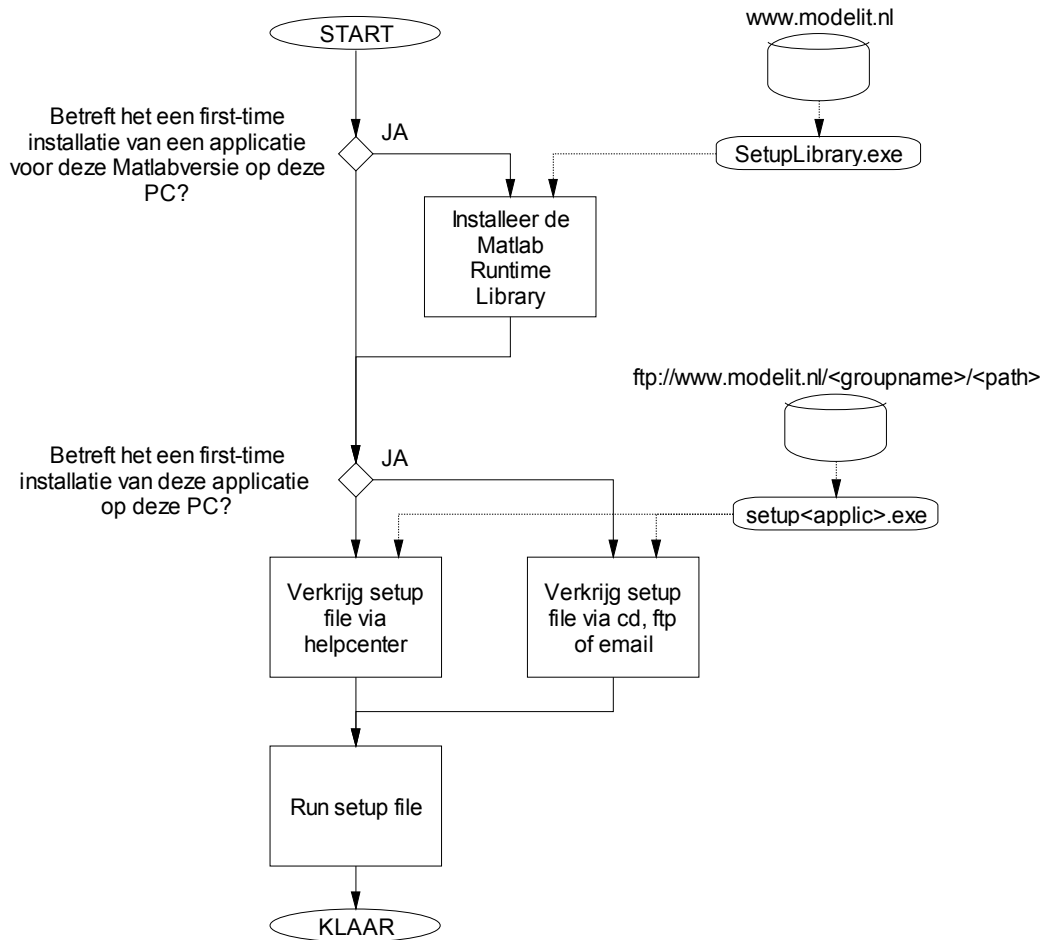 START
www.modelit.nl
Betreft het een first-time
installatie van een applicatie
voor deze Matlabversie op deze
PC?
JA
SetupLibrary.exe
Installeer de
Matlab
Runtime
Library
ftp://www.modelit.nl/<groupname>/<path>
Betreft het een first-time
installatie van deze applicatie
op deze PC?
JA
setup<applic>.exe
Verkrijg setup
file via
helpcenter
Verkrijg setup
file via cd, ftp
of email
Run setup file
KLAAR